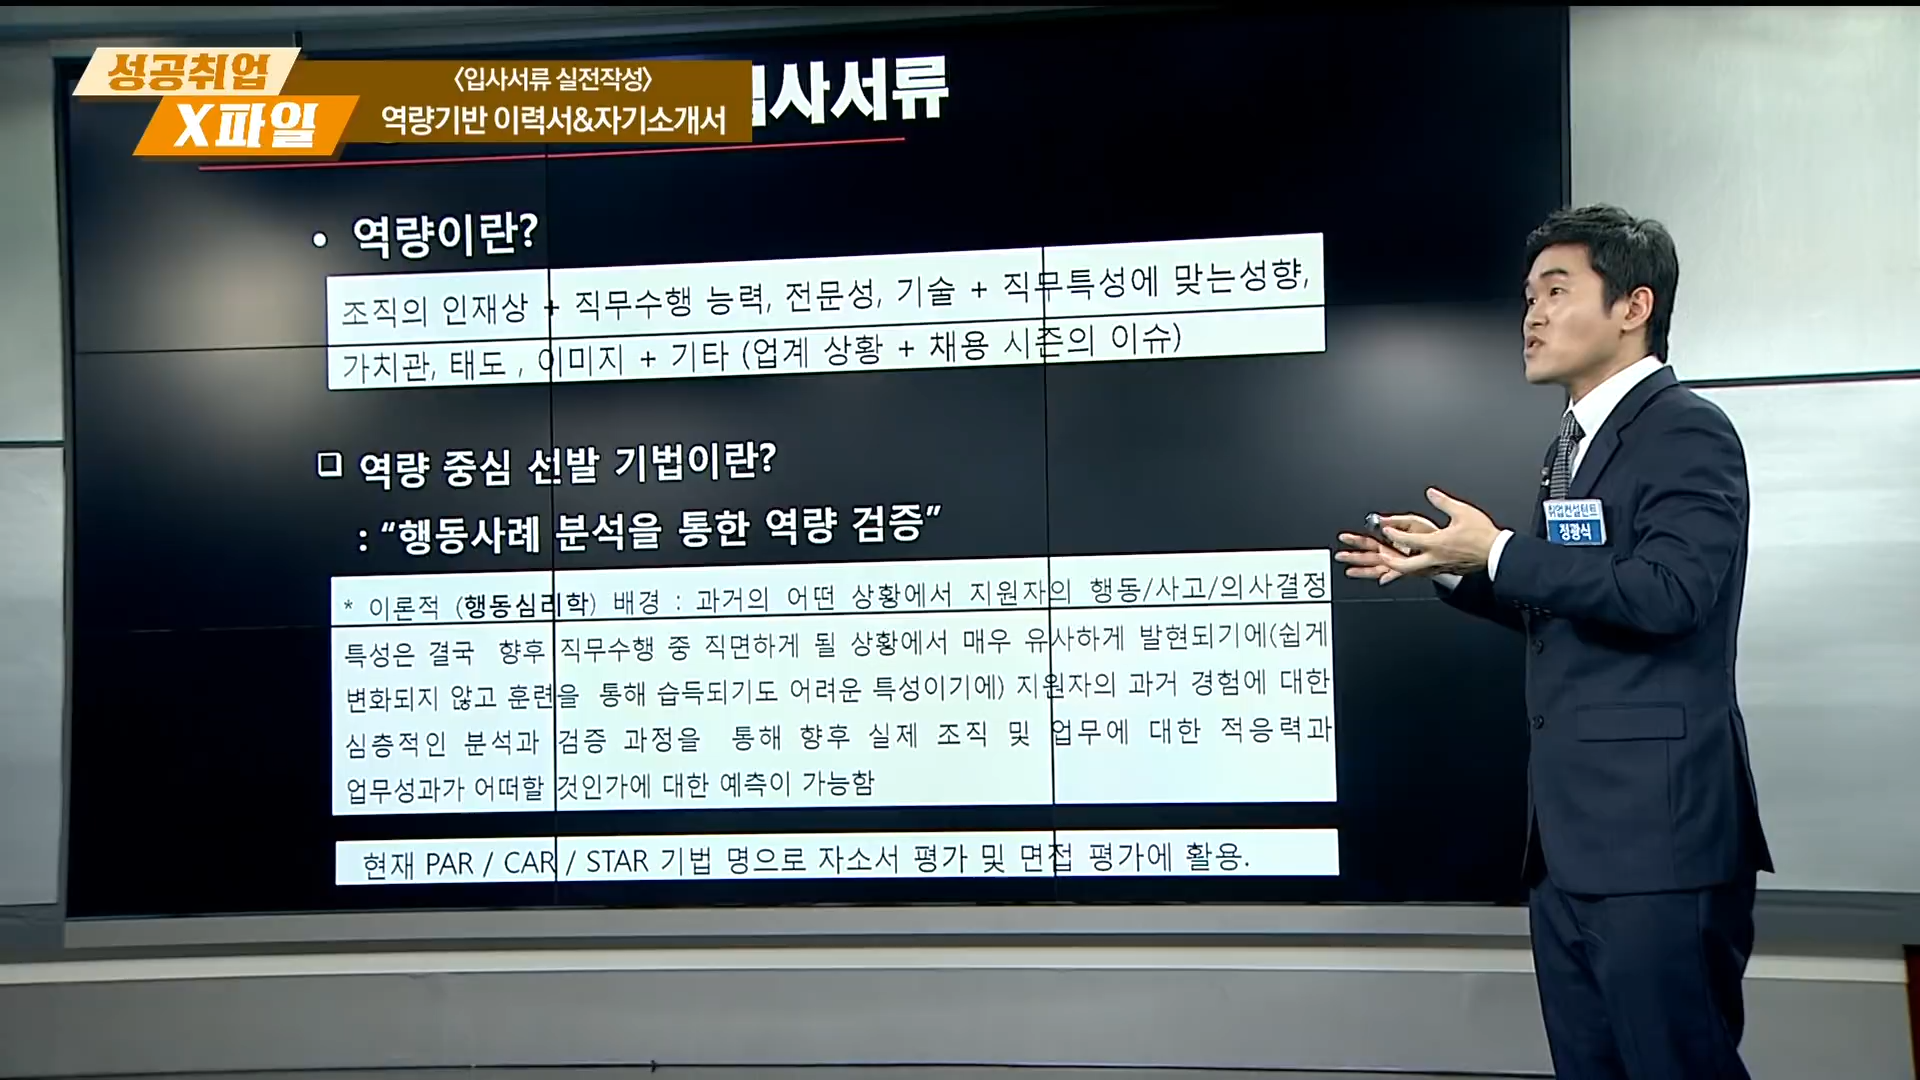 성공취업
X파일
<입사서류 실전작성>
역량기반 이력서&자기소개서
입사서류
• 역량이란?
조직의 인재상 + 직무수행 능력, 전문성, 기술 + 직무특성에 맞는성향,
가치관, 태도 , 이미지 + 기타 (업계 상황 + 채용 시즌의 이슈)
❑ 역량 중심 선발 기법이란?
: “행동사례 분석을 통한 역량 검증”
* 이론적 (행동심리학) 배경 : 과거의 어떤 상황에서 지원자의 행동/사고/의사결정
특성은 결국 향후 직무수행 중 직면하게 될 상황에서 매우 유사하게 발현되기에(쉽게
변화되지 않고 훈련을 통해 습득되기도 어려운 특성이기에) 지원자의 과거 경험에 대한
심층적인 분석과 검증 과정을 통해 향후 실제 조직 및 업무에 대한 적응력과
업무성과가 어떠할 것인가에 대한 예측이 가능함
현재 PAR / CAR / STAR 기법 명으로 자소서 평가 및 면접 평가에 활용.
취업컨설턴트
정광식